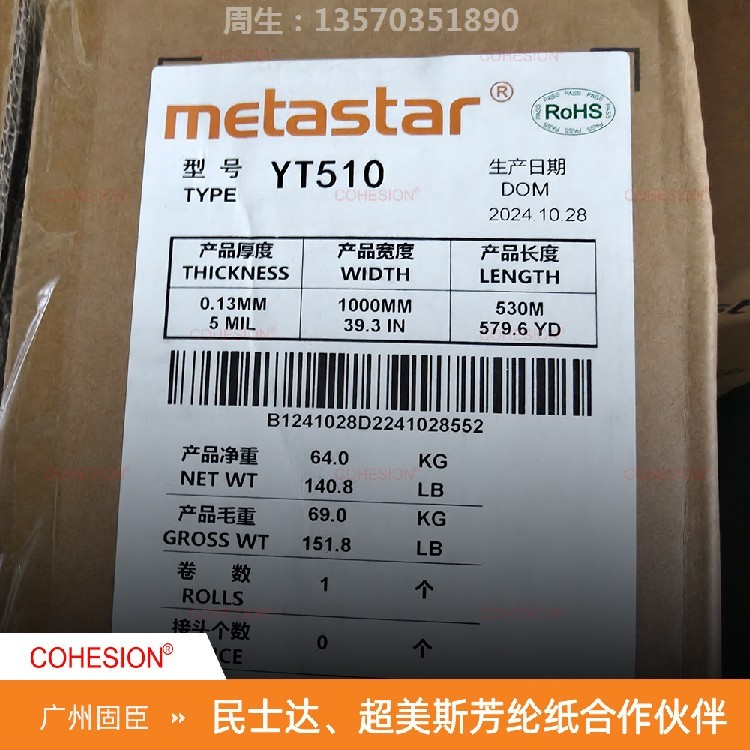 周生：13570351890
metastar®
PASS PASS PASS
RoHS
型 号
TYPE
YT510
生产日期
DOM
2024.10.28
产品厚度 产品宽度 产品长度
THICKNESS WIDTH LENGTH
0.13MM 1000MM 530M
5 MIL 39.3 IN 579.6 YD
B1241028D2241028552
产品净重 64.0 KG
NET WT 140.8 LB
产品毛重 69.0 KG
GROSS WT 151.8 LB
卷 数 1 个
ROLLS
接头个数 0 个
COHESION®
广州固臣 » 民士达、超美斯芳纶纸合作伙伴